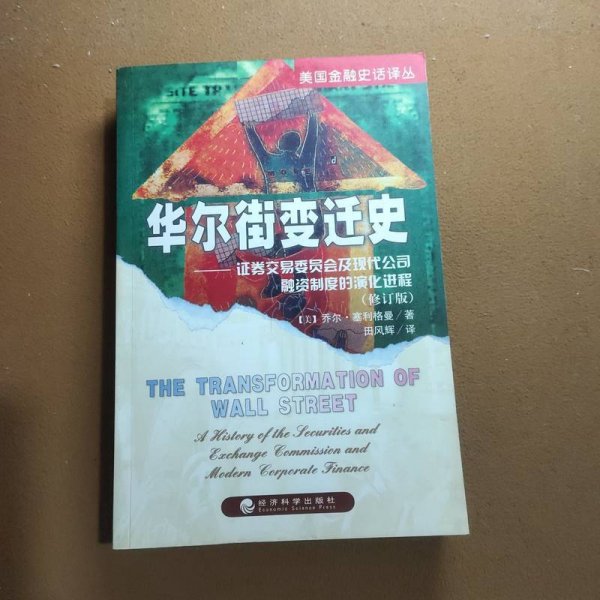 美国金融史话译丛
SITE TRA
华尔街变迁史
——证券交易委员会及现代公司
融资制度的演化进程
(修订版)
【美】乔尔·塞利格曼／著
田风辉／译
THE TRANSFORMATION OF
WALL STREET
A History of the Securities and
Exchange Commission and
Modern Corporate Finance
经济科学出版社
Economic Science Press